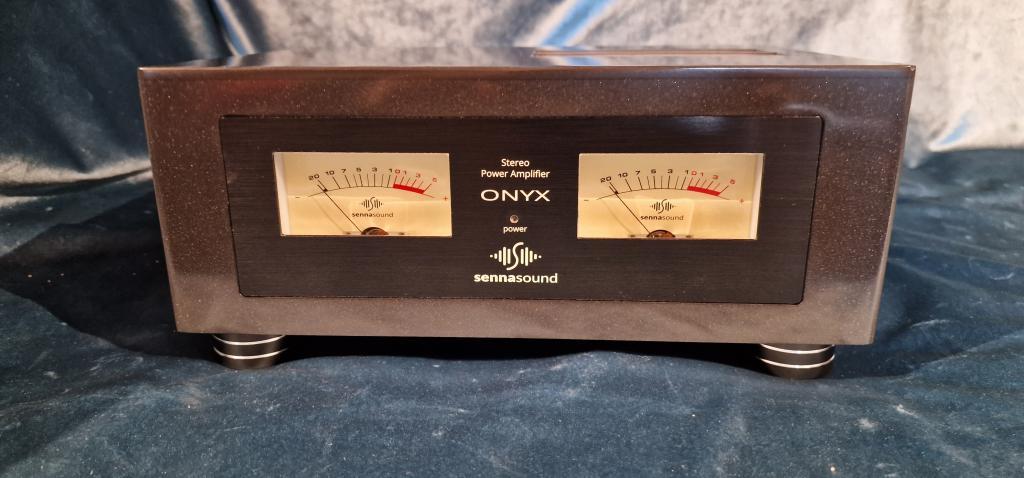 20 10 7 5 3 1 0 1 3 5
- +
sennasound
Stereo
Power Amplifier
ONYX
power
sennasound
20 10 7 5 3 1 0 1 3 5
- +
sennasound